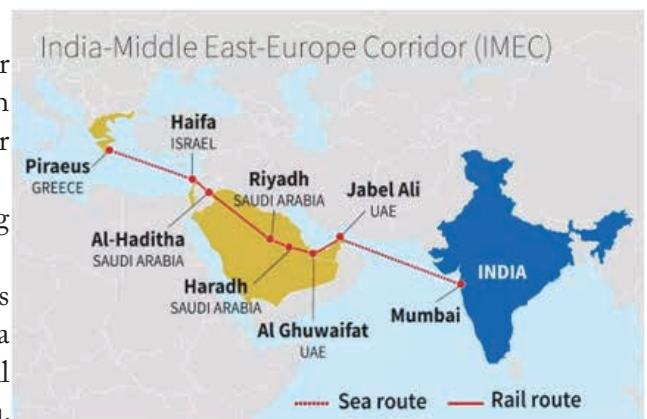 India-Middle East-Europe Corridor (IMEC)
r
n
r
g
s
a
l
Haifa
ISRAEL
Piraeus
GREECE
Riyadh
SAUDI ARABIA
Jabel Ali
UAE
Al-Haditha
SAUDI ARABIA
Haradh
SAUDI ARABIA
Al Ghuwaifat
UAE
INDIA
Mumbai
Sea route
Rail route